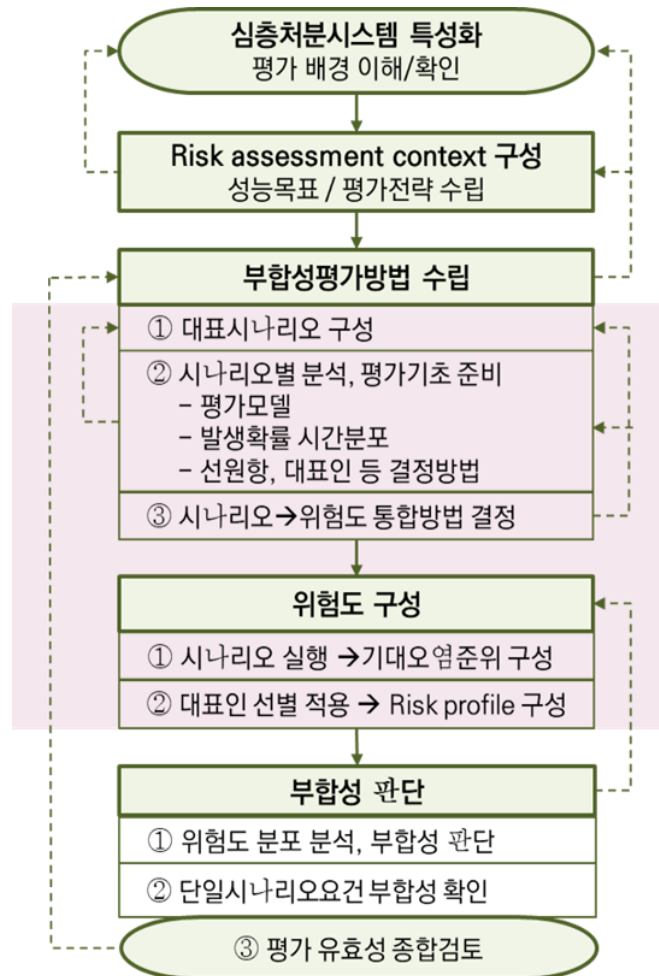 심층처분시스템 특성화
평가 배경 이해/확인
Risk assessment context 구성
성능목표 / 평가전략 수립
부합성평가방법 수립
① 대표시나리오 구성
② 시나리오별 분석, 평가기초 준비
– 평가모델
– 발생확률 시간분포
– 선원항, 대표인 등 결정방법
③ 시나리오→위험도 통합방법 결정
위험도 구성
① 시나리오 실행 →기대오염준위 구성
② 대표인 선별 적용 → Risk profile 구성
부합성 판단
① 위험도 분포 분석, 부합성 판단
② 단일시나리오요건 부합성 확인
③ 평가 유효성 종합검토